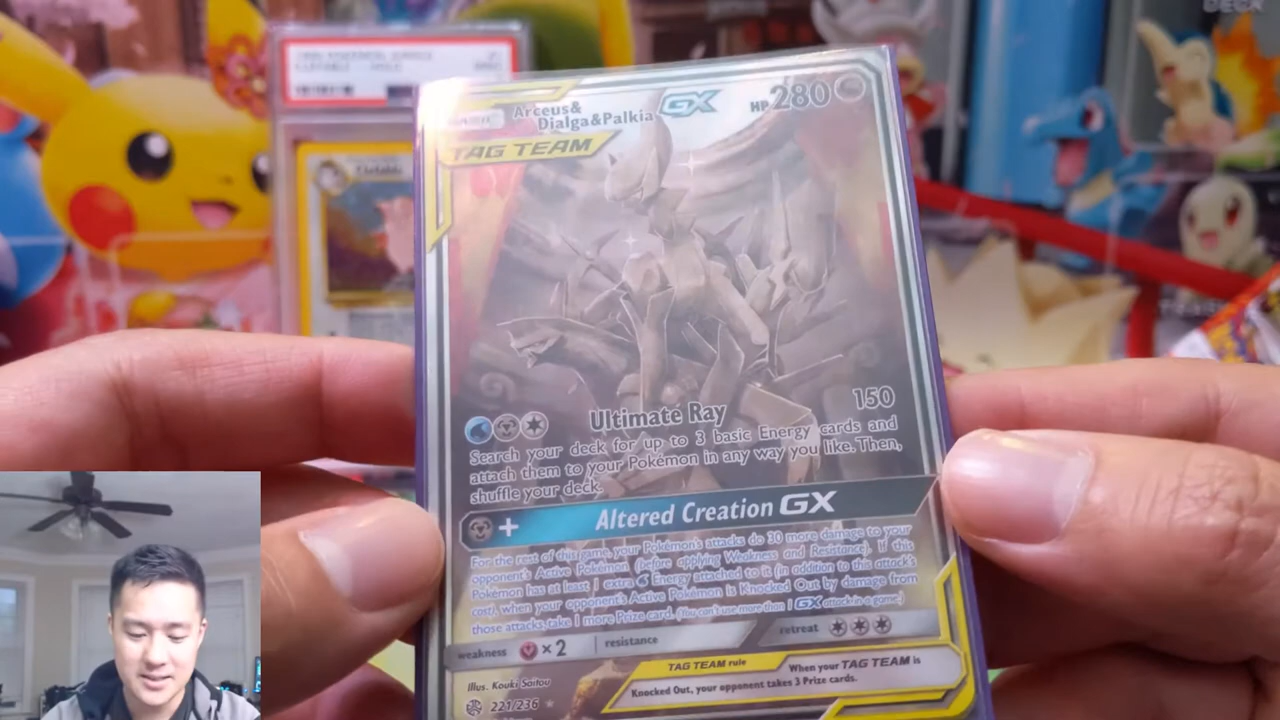 DECK
Arceus&
Dialga&Palkia GX
HP 280
TAG TEAM
Ultimate Ray 150
Search your deck for up to 3 basic Energy cards and
attach them to your Pokémon in any way you like. Then,
shuffle your deck.
+ Altered Creation GX
For the rest of this game, your Pokémon's attacks do 30 more damage to your
opponent's Active Pokémon (before applying Weakness and Resistance). If this
Pokémon has at least 1 extra Energy attached to it (in addition to this attack's
cost), when your opponent's Active Pokémon is Knocked Out by damage from
those attacks, take 1 more Prize card. (You can't use more than 1 GX attack in a game.)
weakness ×2 resistance retreat
TAG TEAM rule When your TAG TEAM is
Knocked Out, your opponent takes 3 Prize cards.
Illus. Kouki Saitou
221/236